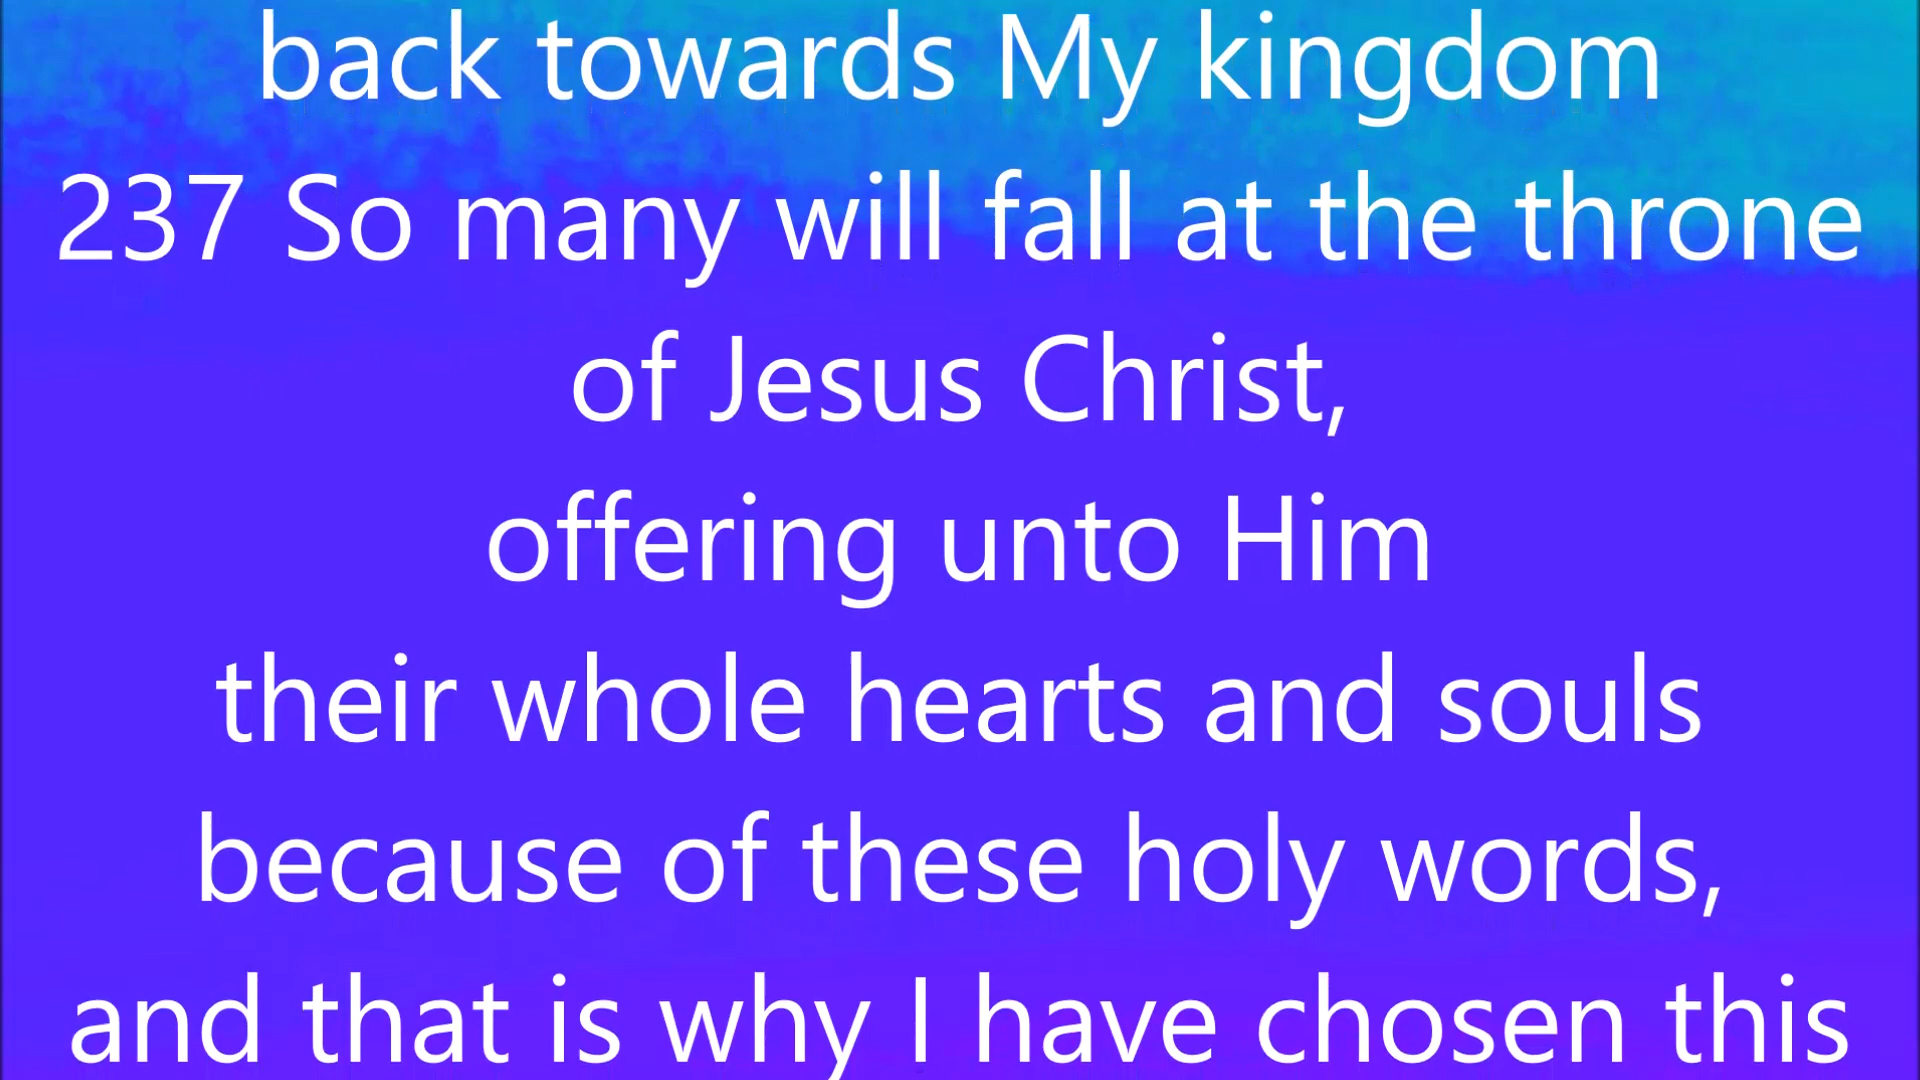 back towards My kingdom
237 So many will fall at the throne
of Jesus Christ,
offering unto Him
their whole hearts and souls
because of these holy words,
and that is why I have chosen this